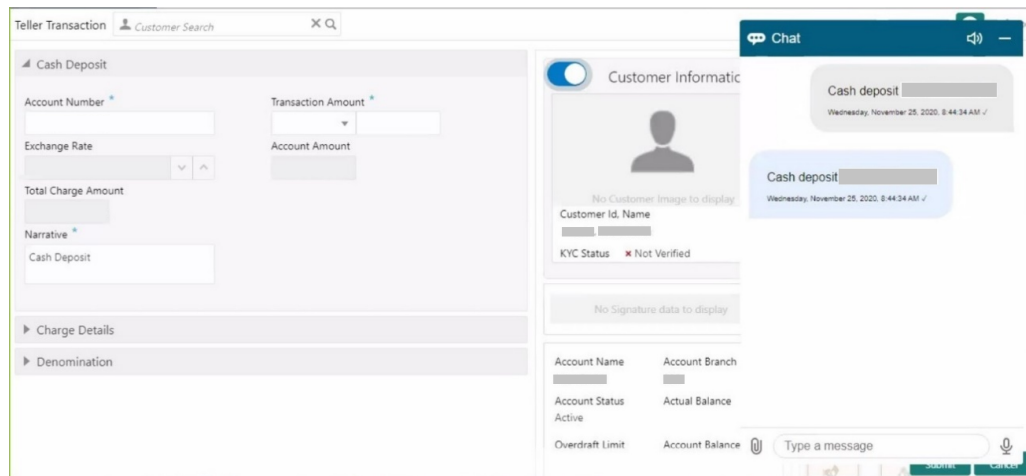 Teller Transaction Customer Search
Cash Deposit
Account Number * Transaction Amount *
Exchange Rate Account Amount
Total Charge Amount
Narrative *
Cash Deposit
Charge Details
Denomination
Customer Informatio
No Customer Image to display
Customer Id, Name
KYC Status × Not Verified
No Signature data to display
Account Name Account Branch
Account Status Actual Balance
Active
Overdraft Limit Account Balance
Chat
Cash deposit
Wednesday, November 25, 2020, 8:44:34 AM ✓
Cash deposit
Wednesday, November 25, 2020, 8:44:34 AM ✓
Type a message
Submit Cancel